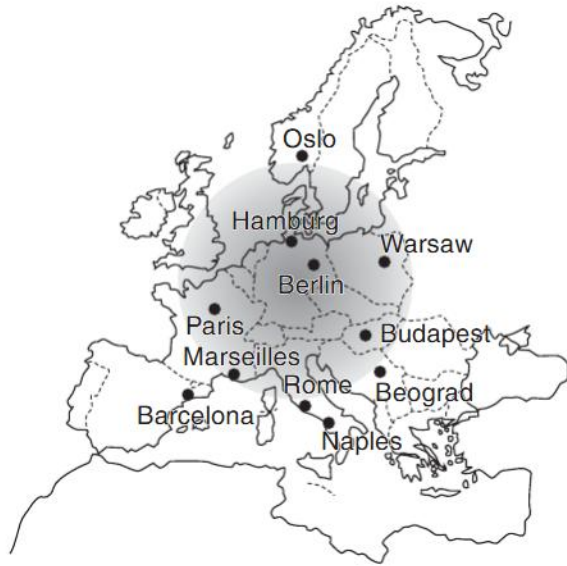 Oslo
Hamburg
Warsaw
Berlin
Paris
Budapest
Marseilles
Rome
Beograd
Barcelona
Naples